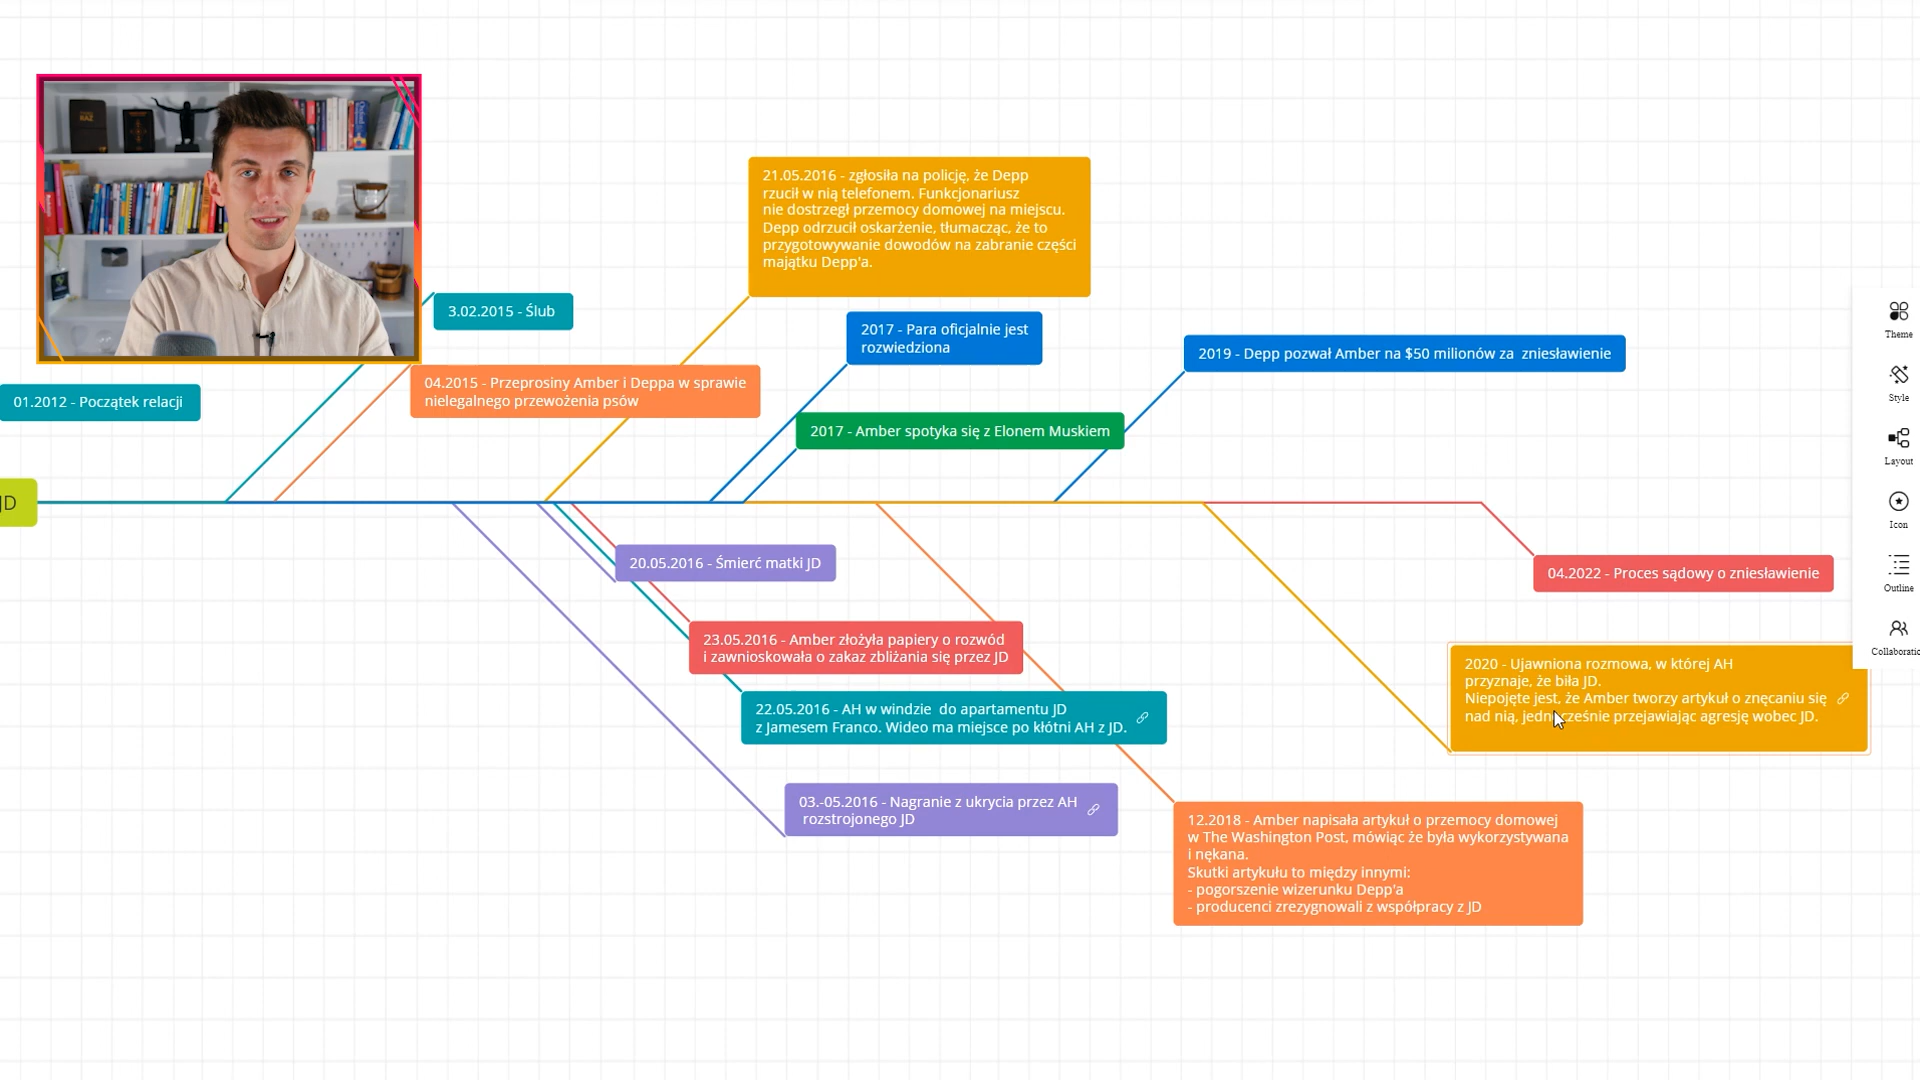 21.05.2016 - zgłosiła na policję, że Depp
rzucił w nią telefonem. Funkcjonariusz
nie dostrzegł przemocy domowej na miejscu.
Depp odrzucił oskarżenie, tłumacząc, że to
przygotowywanie dowodów na zabranie części
majątku Depp'a.
3.02.2015 - Ślub
2017 - Para oficjalnie jest
rozwiedziona
2019 - Depp pozwał Amber na $50 milionów za  zniesławienie
01.2012 - Początek relacji
04.2015 - Przeprosiny Amber i Deppa w sprawie
nielegalnego przewożenia psów
2017 - Amber spotyka się z Elonem Muskiem
JD
20.05.2016 - Śmierć matki JD
04.2022 - Proces sądowy o zniesławienie
23.05.2016 - Amber złożyła papiery o rozwód
i zawnioskowała o zakaz zbliżania się przez JD
2020 - Ujawniona rozmowa, w której AH
przyznaje, że biła JD.
Niepojęte jest, że Amber tworzy artykuł o znęcaniu się
nad nią, jednocześnie przejawiając agresję wobec JD.
22.05.2016 - AH w windzie  do apartamentu JD
z Jamesem Franco. Wideo ma miejsce po kłótni AH z JD.
03.-05.2016 - Nagranie z ukrycia przez AH
rozstrojonego JD
12.2018 - Amber napisała artykuł o przemocy domowej
w The Washington Post, mówiąc że była wykorzystywana
i nękana.
Skutki artykułu to między innymi:
- pogorszenie wizerunku Depp'a
- producenci zrezygnowali z współpracy z JD
Theme
Style
Layout
Icon
Outline
Collaboratio